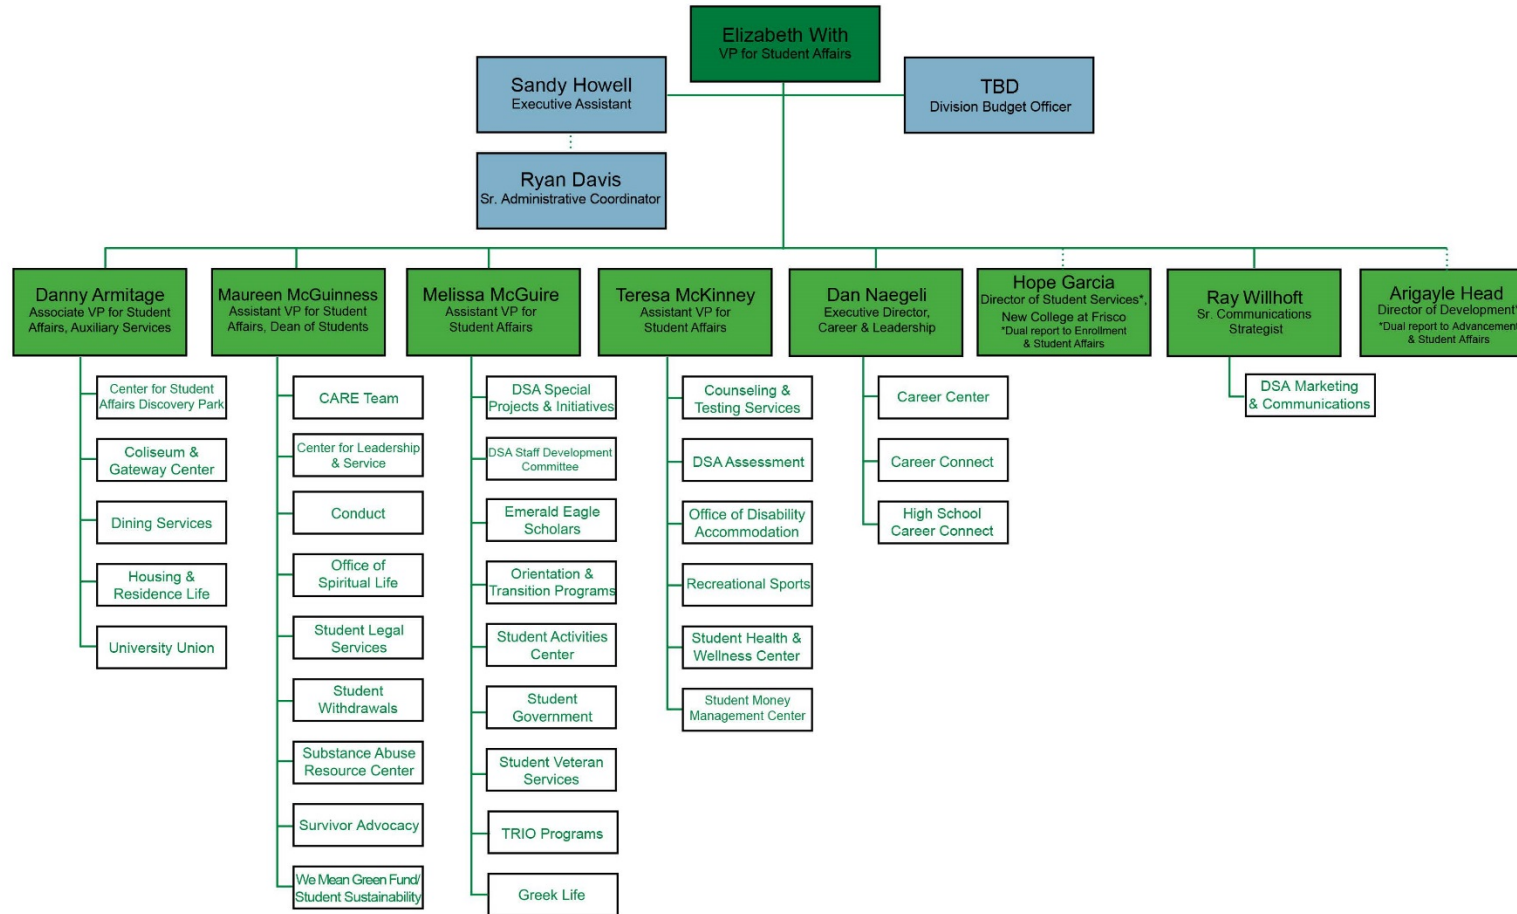 Elizabeth With
VP for Student Affairs
Sandy Howell
Executive Assistant
TBD
Division Budget Officer
Ryan Davis
Sr. Administrative Coordinator
Danny Armitage
Associate VP for Student
Affairs, Auxiliary Services
Maureen McGuinness
Assistant VP for Student
Affairs, Dean of Students
Melissa McGuire
Assistant VP for
Student Affairs
Teresa McKinney
Assistant VP for
Student Affairs
Dan Naegeli
Executive Director,
Career & Leadership
Hope Garcia
Director of Student Services*,
New College at Frisco
*Dual report to Enrollment
& Student Affairs
Ray Willhoft
Sr. Communications
Strategist
Arigayle Head
Director of Development*
*Dual report to Advancement
& Student Affairs
Center for Student
Affairs Discovery Park
Coliseum &
Gateway Center
Dining Services
Housing &
Residence Life
University Union
CARE Team
Center for Leadership
& Service
Conduct
Office of
Spiritual Life
Student Legal
Services
Student
Withdrawals
Substance Abuse
Resource Center
Survivor Advocacy
We Mean Green Fund/
Student Sustainability
DSA Special
Projects & Initiatives
DSA Staff Development
Committee
Emerald Eagle
Scholars
Orientation &
Transition Programs
Student Activities
Center
Student
Government
Student Veteran
Services
TRIO Programs
Greek Life
Counseling &
Testing Services
DSA Assessment
Office of Disability
Accommodation
Recreational Sports
Student Health &
Wellness Center
Student Money
Management Center
Career Center
Career Connect
High School
Career Connect
DSA Marketing
& Communications